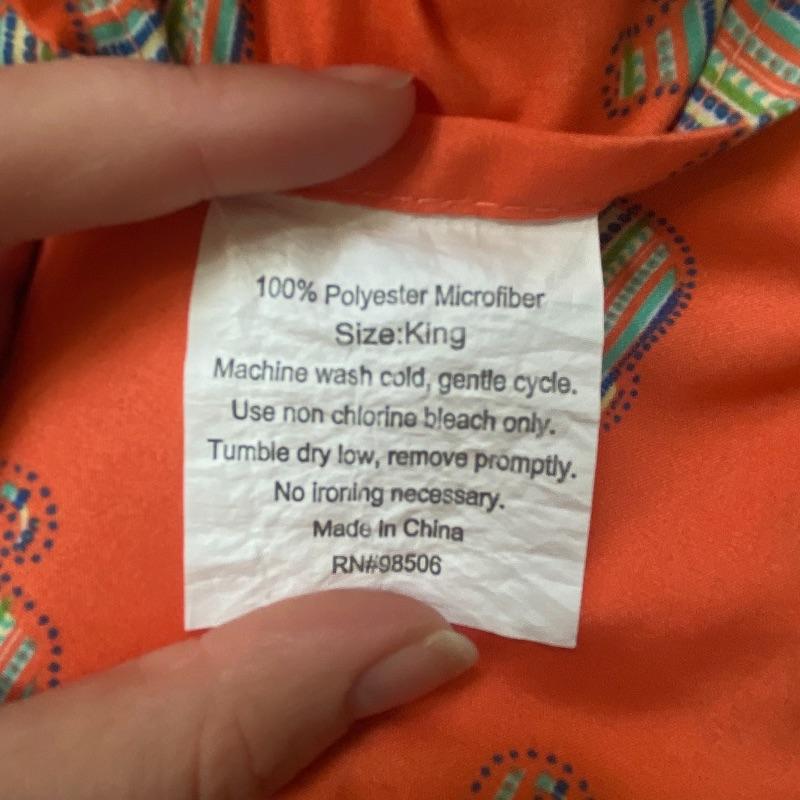 100% Polyester Microfiber
Size:King
Machine wash cold, gentle cycle.
Use non chlorine bleach only.
Tumble dry low, remove promptly.
No ironing necessary.
Made in China
RN#98506